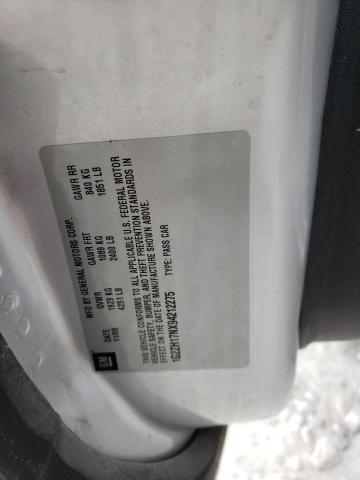 GM
MFD BY GENERAL MOTORS CORP.
DATE GVWR GAWR FRT GAWR RR
11/08 1929 KG 1089 KG 840 KG
4251 LB 2400 LB 1851 LB
THIS VEHICLE CONFORMS TO ALL APPLICABLE U.S. FEDERAL MOTOR
VEHICLE SAFETY, BUMPER, AND THEFT PREVENTION STANDARDS IN
EFFECT ON THE DATE OF MANUFACTURE SHOWN ABOVE.
1G2ZH17NX94212275 TYPE: PASS CAR